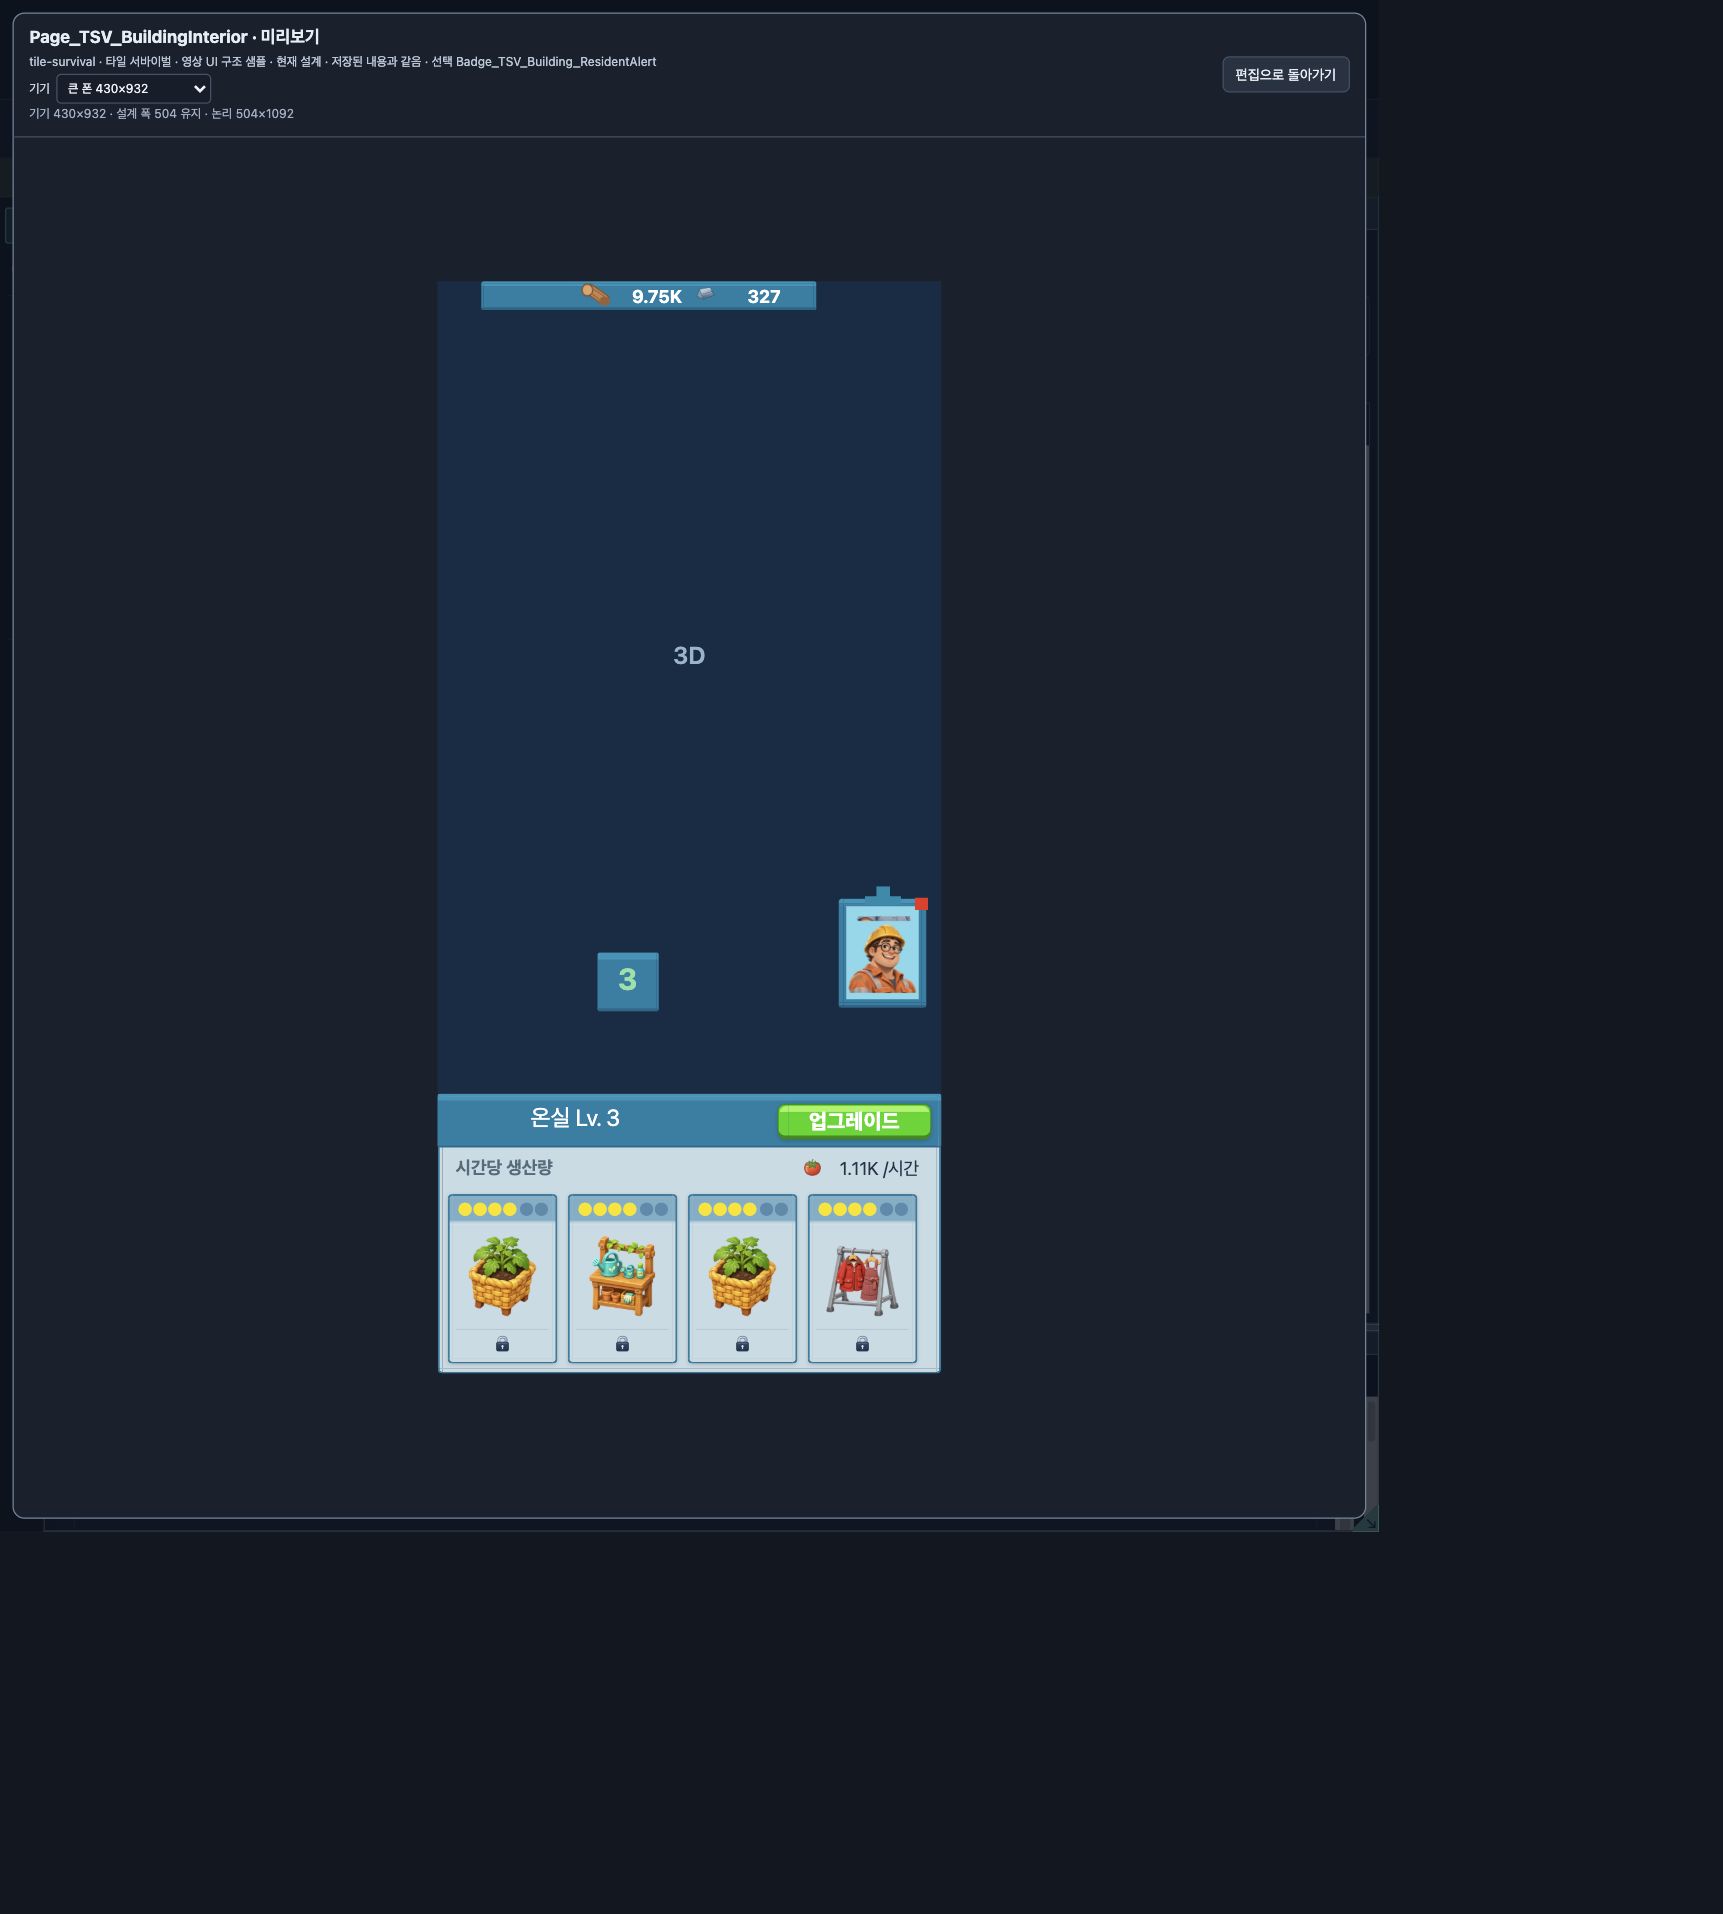 Page_TSV_BuildingInterior · 미리보기
tile-survival · 타일 서바이벌 · 영상 UI 구조 샘플 · 현재 설계 · 저장된 내용과 같음 · 선택 Badge_TSV_Building_ResidentAlert
기기 큰 폰 430×932
기기 430×932 · 설계 폭 504 유지 · 논리 504×1092
편집으로 돌아가기
9.75K 327
3D
3
온실 Lv. 3 업그레이드
시간당 생산량 1.11K /시간